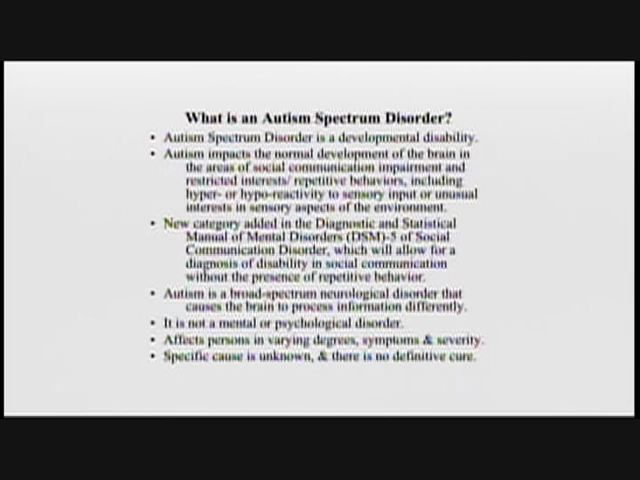 What is an Autism Spectrum Disorder?
• Autism Spectrum Disorder is a developmental disability.
• Autism impacts the normal development of the brain in
the areas of social communication impairment and
restricted interests/ repetitive behaviors, including
hyper- or hypo-reactivity to sensory input or unusual
interests in sensory aspects of the environment.
• New category added in the Diagnostic and Statistical
Manual of Mental Disorders (DSM)-5 of Social
Communication Disorder, which will allow for a
diagnosis of disability in social communication
without the presence of repetitive behavior.
• Autism is a broad-spectrum neurological disorder that
causes the brain to process information differently.
• It is not a mental or psychological disorder.
• Affects persons in varying degrees, symptoms & severity.
• Specific cause is unknown, & there is no definitive cure.